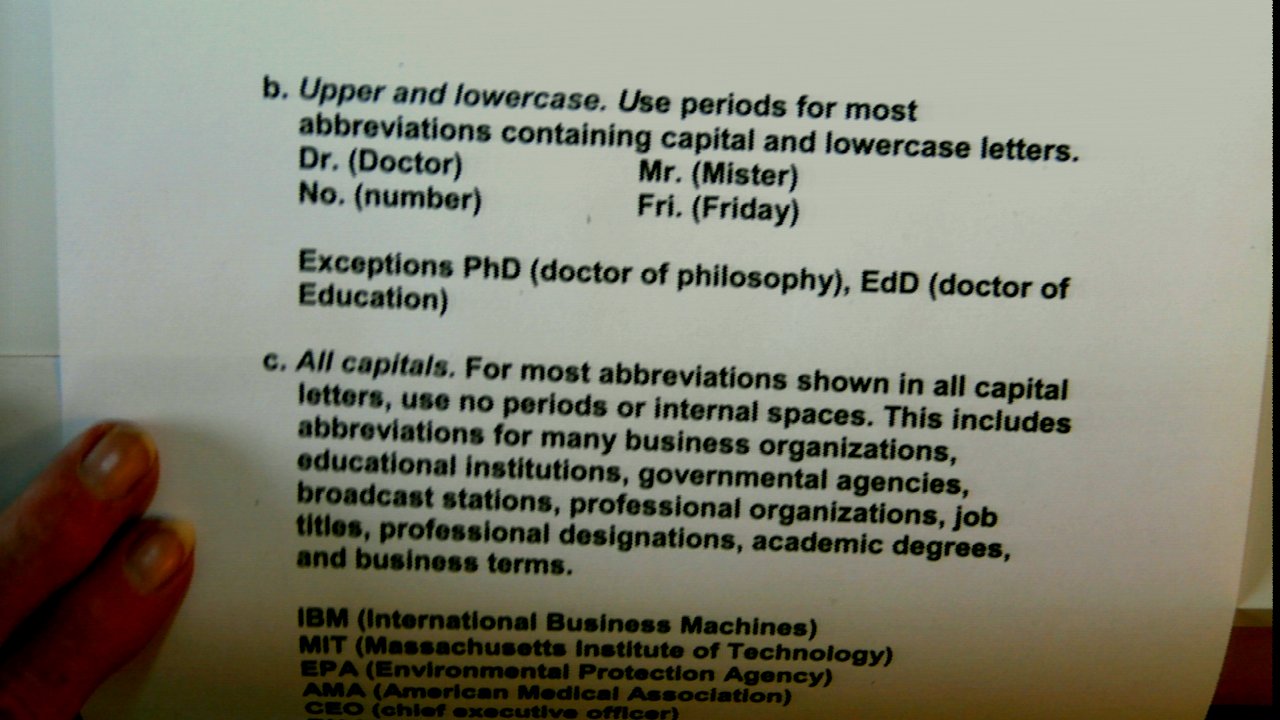 b. Upper and lowercase. Use periods for most
abbreviations containing capital and lowercase letters.
Dr. (Doctor) Mr. (Mister)
No. (number) Fri. (Friday)
Exceptions PhD (doctor of philosophy), EdD (doctor of
Education)
c. All capitals. For most abbreviations shown in all capital
letters, use no periods or internal spaces. This includes
abbreviations for many business organizations,
educational institutions, governmental agencies,
broadcast stations, professional organizations, job
titles, professional designations, academic degrees,
and business terms.
IBM (International Business Machines)
MIT (Massachusetts Institute of Technology)
EPA (Environmental Protection Agency)
AMA (American Medical Association)
CEO (chief executive officer)